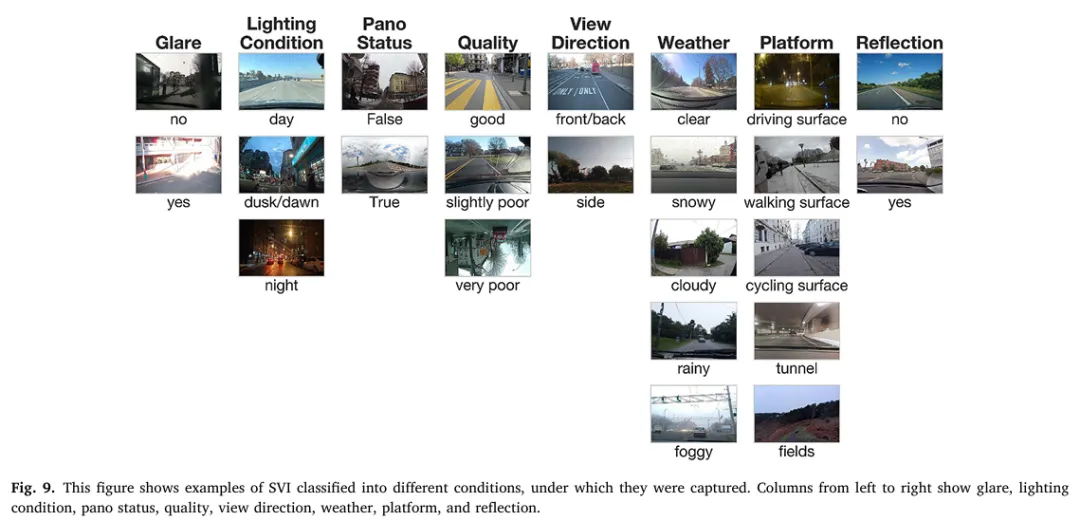 Glare
Lighting Condition
Pano Status
Quality
View Direction
Weather
Platform
Reflection
no
day
False
good
ONLY ONLY
front/back
clear
driving surface
no
yes
dusk/dawn
True
slightly poor
side
snowy
walking surface
yes
night
very poor
cloudy
cycling surface
rainy
tunnel
foggy
fields
Fig. 9. This figure shows examples of SVI classified into different conditions, under which they were captured. Columns from left to right show glare, lighting
condition, pano status, quality, view direction, weather, platform, and reflection.